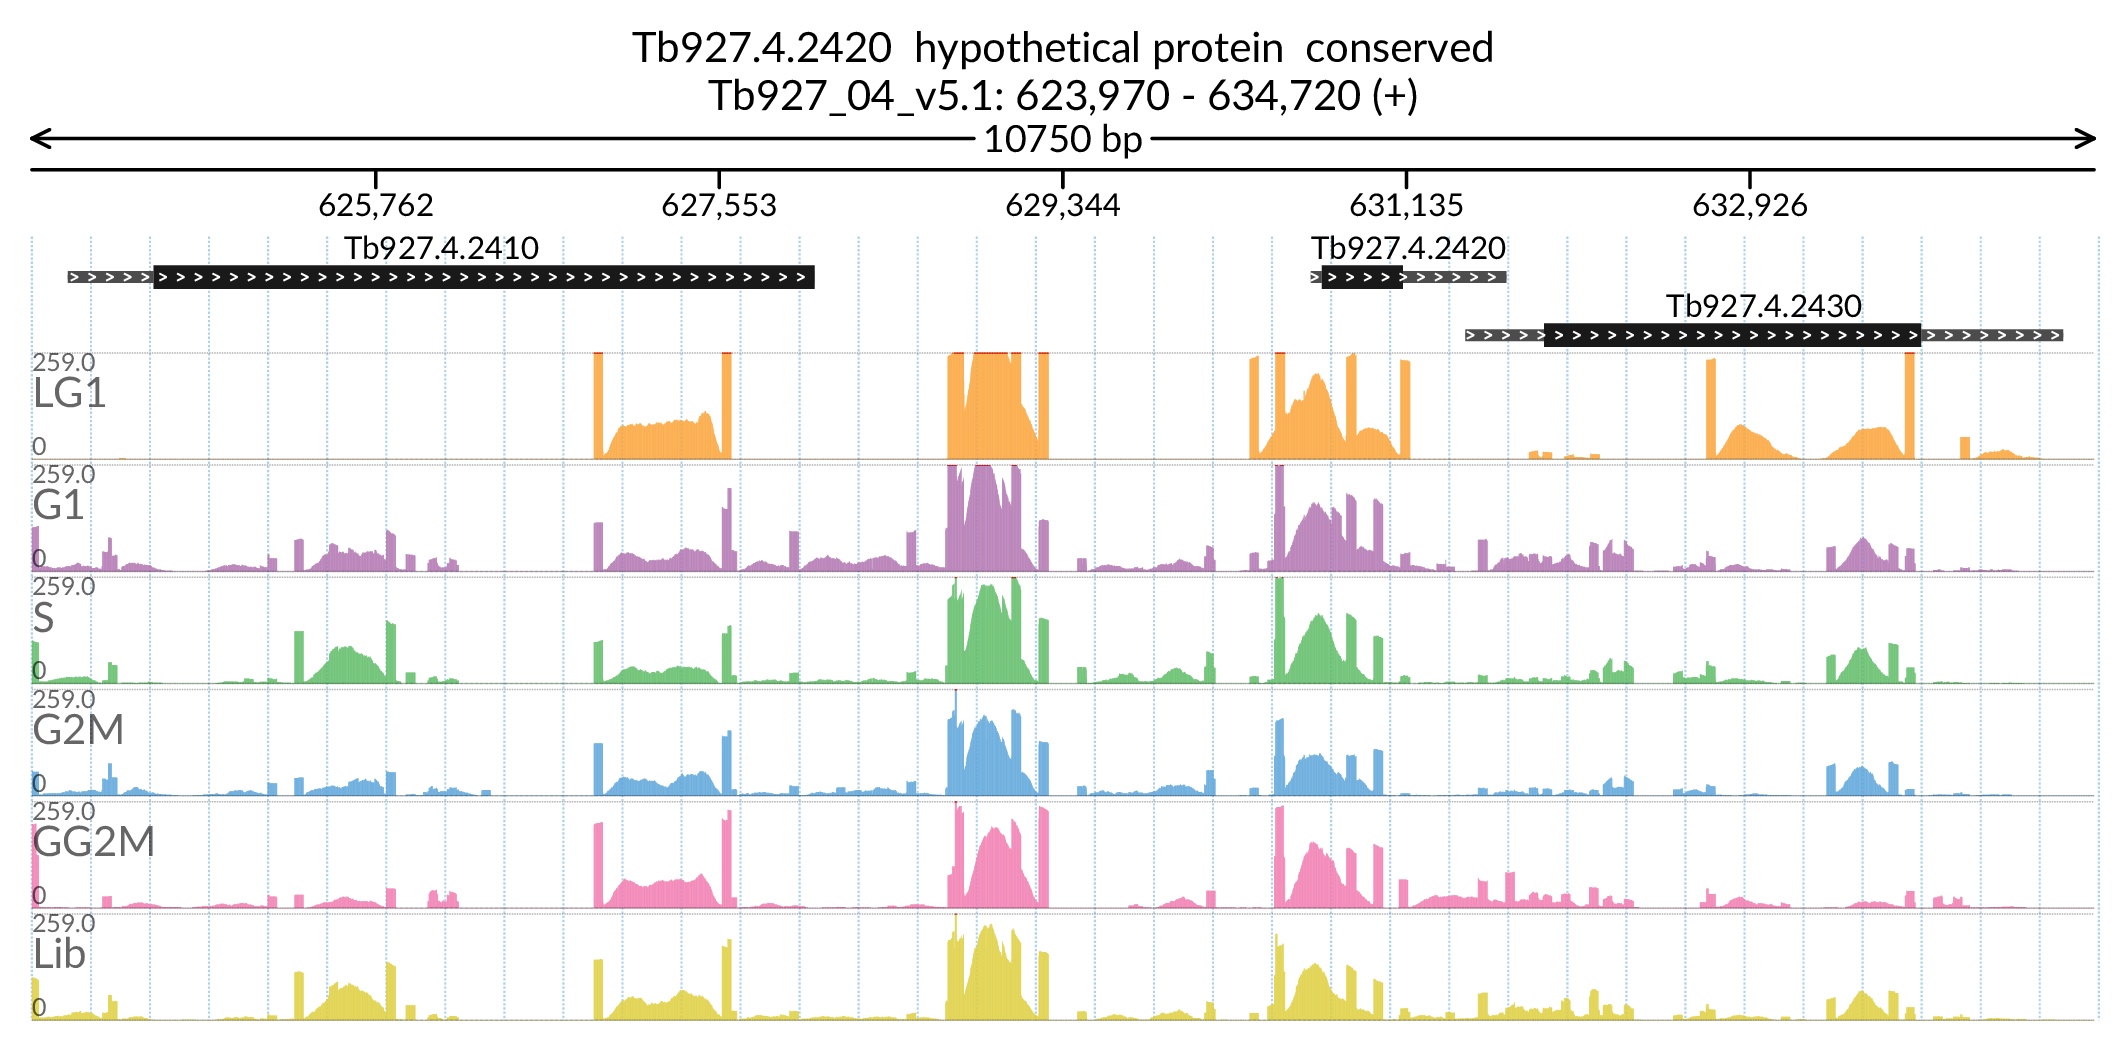 Tb927.4.2420  hypothetical protein  conserved
Tb927_04_v5.1: 623,970 - 634,720 (+)
10750 bp
625,762 627,553 629,344 631,135 632,926
Tb927.4.2410 Tb927.4.2420
Tb927.4.2430
259.0
LG1
0
259.0
G1
0
259.0
S
0
259.0
G2M
0
259.0
GG2M
0
259.0
Lib
0